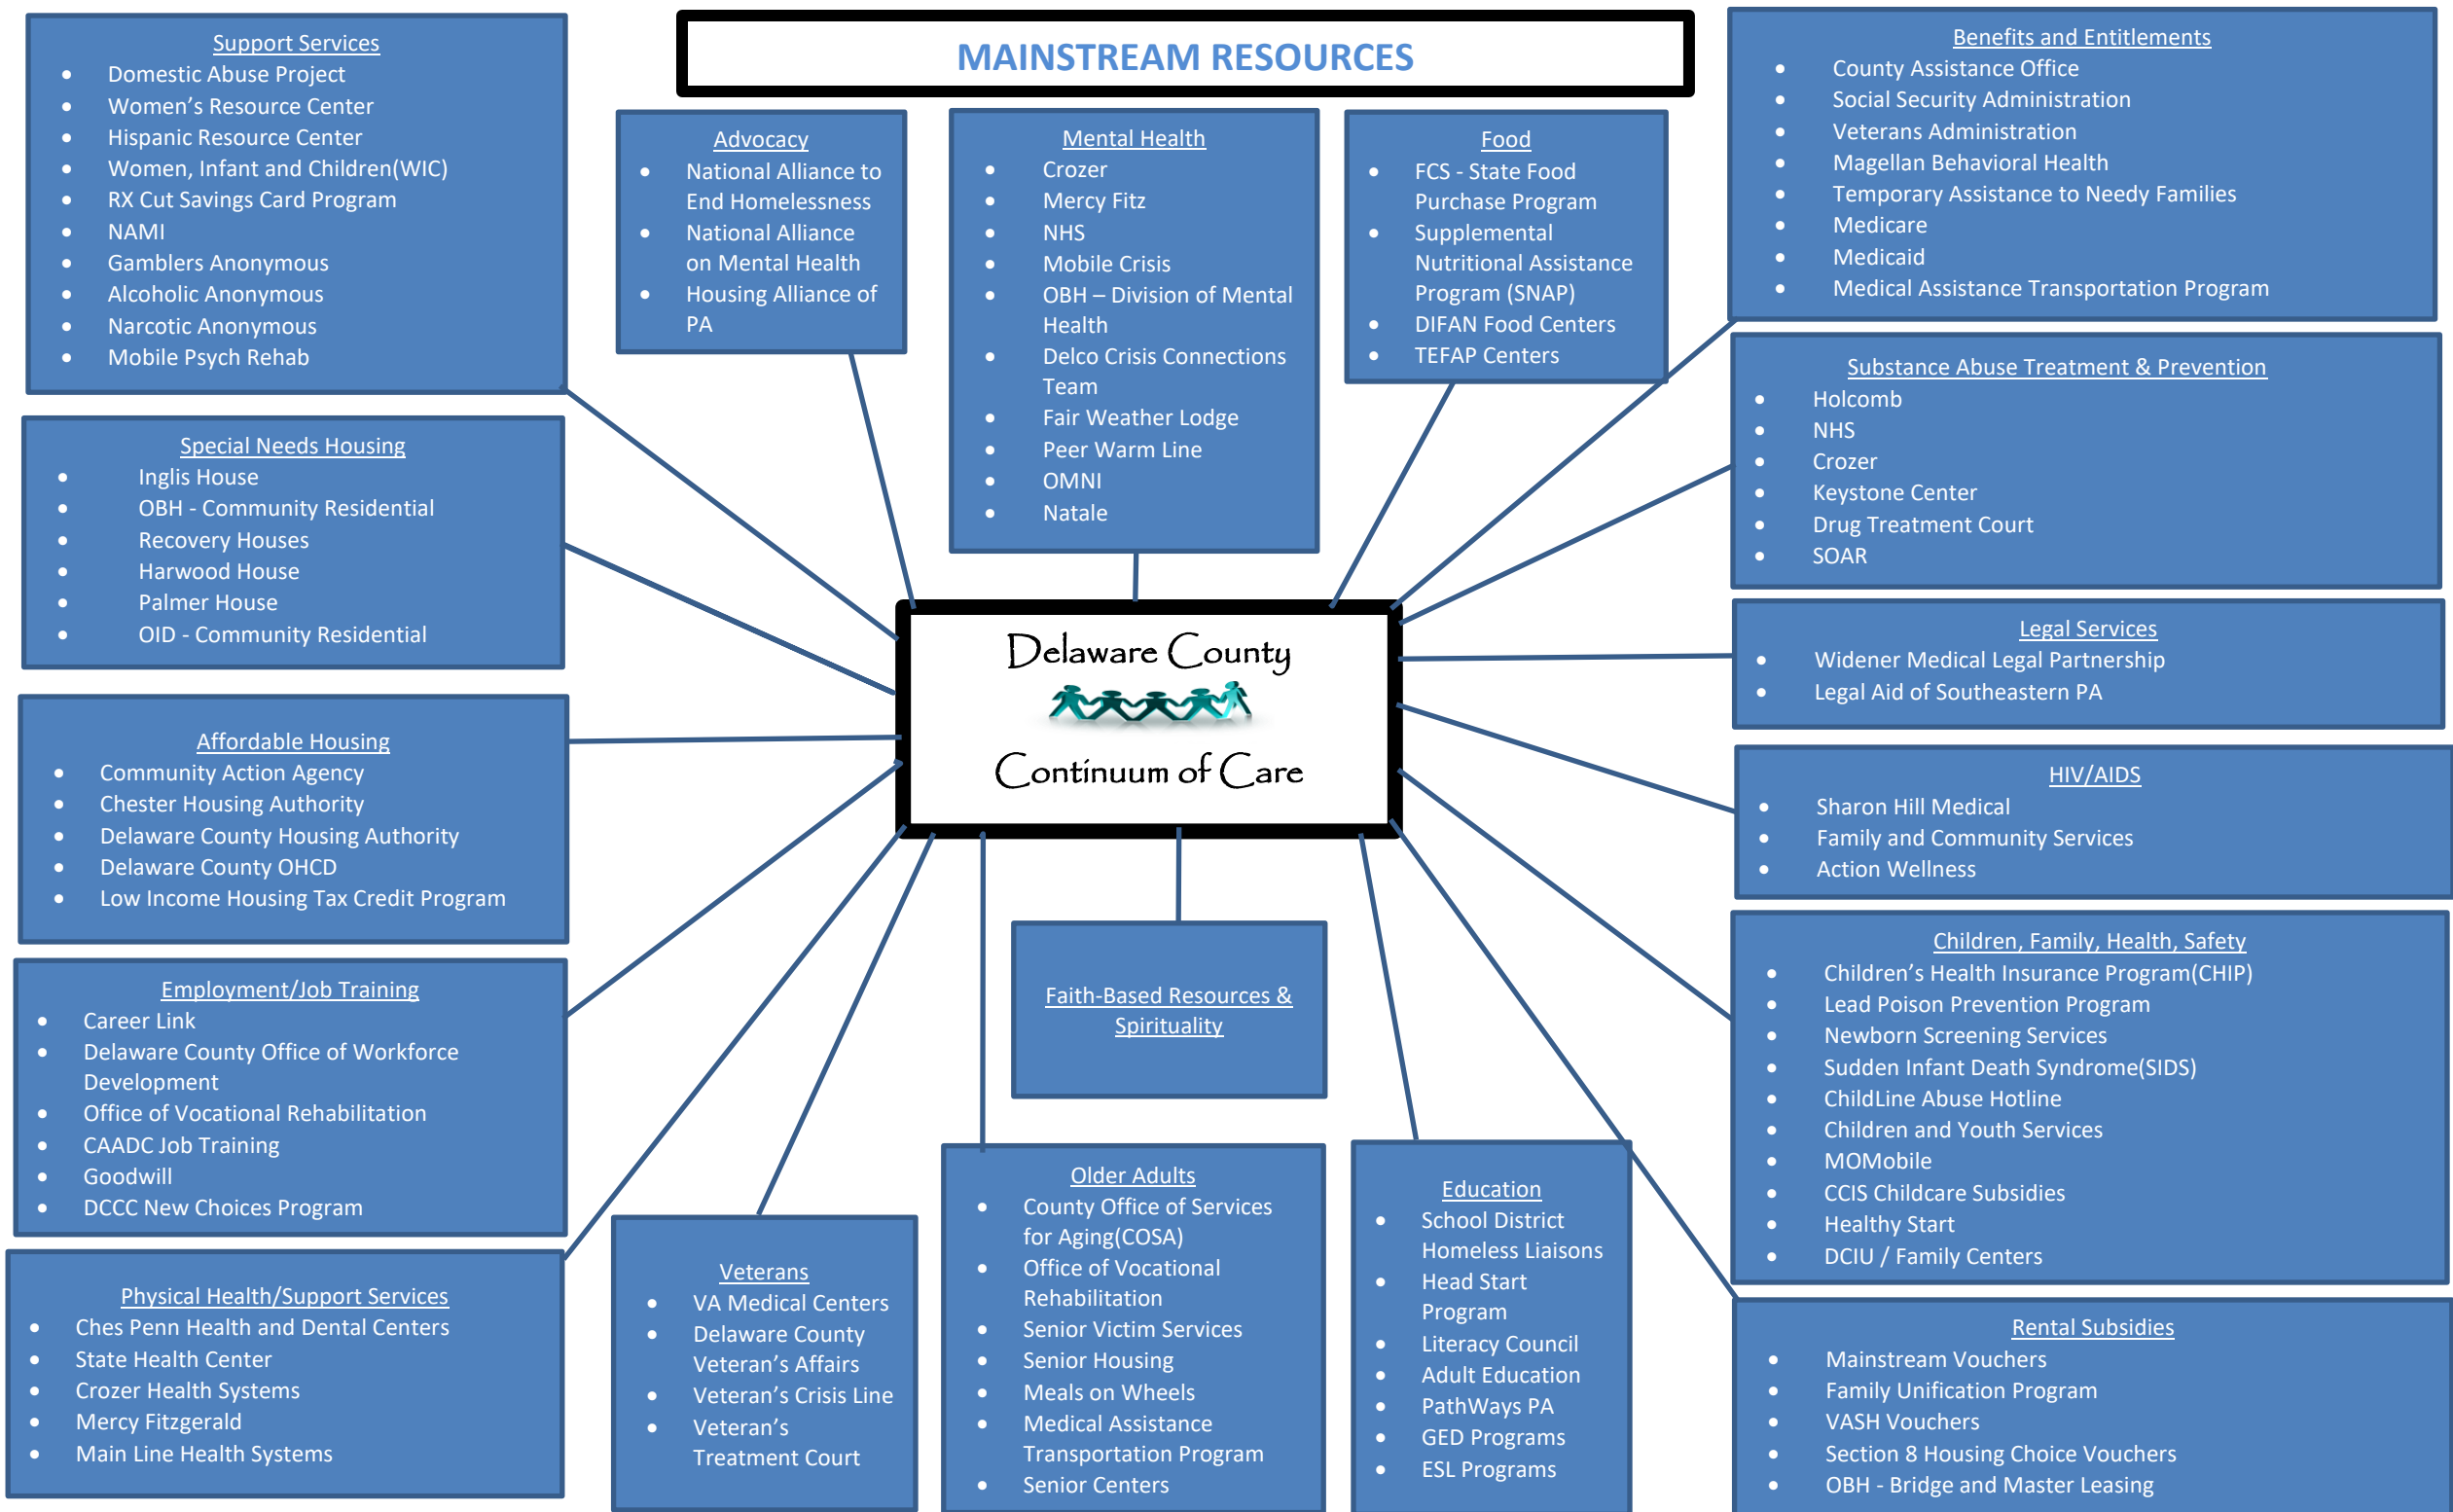 MAINSTREAM RESOURCES
Support Services
• Domestic Abuse Project
• Women's Resource Center
• Hispanic Resource Center
• Women, Infant and Children(WIC)
• RX Cut Savings Card Program
• NAMI
• Gamblers Anonymous
• Alcoholic Anonymous
• Narcotic Anonymous
• Mobile Psych Rehab
Advocacy
• National Alliance to
End Homelessness
• National Alliance
on Mental Health
• Housing Alliance of
PA
Mental Health
• Crozer
• Mercy Fitz
• NHS
• Mobile Crisis
• OBH – Division of Mental
Health
• Delco Crisis Connections
Team
• Fair Weather Lodge
• Peer Warm Line
• OMNI
• Natale
Food
• FCS - State Food
Purchase Program
• Supplemental
Nutritional Assistance
Program (SNAP)
• DIFAN Food Centers
• TEFAP Centers
Benefits and Entitlements
• County Assistance Office
• Social Security Administration
• Veterans Administration
• Magellan Behavioral Health
• Temporary Assistance to Needy Families
• Medicare
• Medicaid
• Medical Assistance Transportation Program
Special Needs Housing
• Inglis House
• OBH - Community Residential
• Recovery Houses
• Harwood House
• Palmer House
• OID - Community Residential
Substance Abuse Treatment & Prevention
• Holcomb
• NHS
• Crozer
• Keystone Center
• Drug Treatment Court
• SOAR
Delaware County
Continuum of Care
Legal Services
• Widener Medical Legal Partnership
• Legal Aid of Southeastern PA
Affordable Housing
• Community Action Agency
• Chester Housing Authority
• Delaware County Housing Authority
• Delaware County OHCD
• Low Income Housing Tax Credit Program
HIV/AIDS
• Sharon Hill Medical
• Family and Community Services
• Action Wellness
Employment/Job Training
• Career Link
• Delaware County Office of Workforce
Development
• Office of Vocational Rehabilitation
• CAADC Job Training
• Goodwill
• DCCC New Choices Program
Faith-Based Resources &
Spirituality
Children, Family, Health, Safety
• Children's Health Insurance Program(CHIP)
• Lead Poison Prevention Program
• Newborn Screening Services
• Sudden Infant Death Syndrome(SIDS)
• ChildLine Abuse Hotline
• Children and Youth Services
• MOMobile
• CCIS Childcare Subsidies
• Healthy Start
• DCIU / Family Centers
Physical Health/Support Services
• Ches Penn Health and Dental Centers
• State Health Center
• Crozer Health Systems
• Mercy Fitzgerald
• Main Line Health Systems
Veterans
• VA Medical Centers
• Delaware County
Veteran's Affairs
• Veteran's Crisis Line
• Veteran's
Treatment Court
Older Adults
• County Office of Services
for Aging(COSA)
• Office of Vocational
Rehabilitation
• Senior Victim Services
• Senior Housing
• Meals on Wheels
• Medical Assistance
Transportation Program
• Senior Centers
Education
• School District
Homeless Liaisons
• Head Start
Program
• Literacy Council
• Adult Education
• PathWays PA
• GED Programs
• ESL Programs
Rental Subsidies
• Mainstream Vouchers
• Family Unification Program
• VASH Vouchers
• Section 8 Housing Choice Vouchers
• OBH - Bridge and Master Leasing